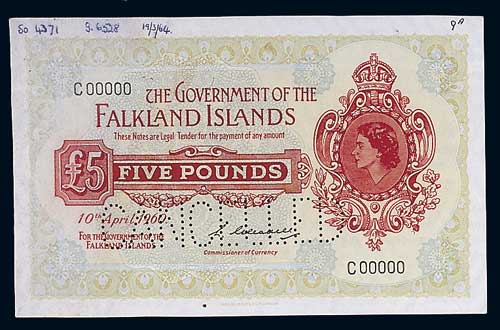 So 4371 S. 6528 19/3/64. 9A
C 00000
THE GOVERNMENT OF THE
FALKLAND ISLANDS
These Notes are Legal Tender for the payment of any amount
£5 FIVE POUNDS
10th April, 1960.
CANCELLED
FOR THE GOVERNMENT OF THE
FALKLAND ISLANDS
Commissioner of Currency
C 00000